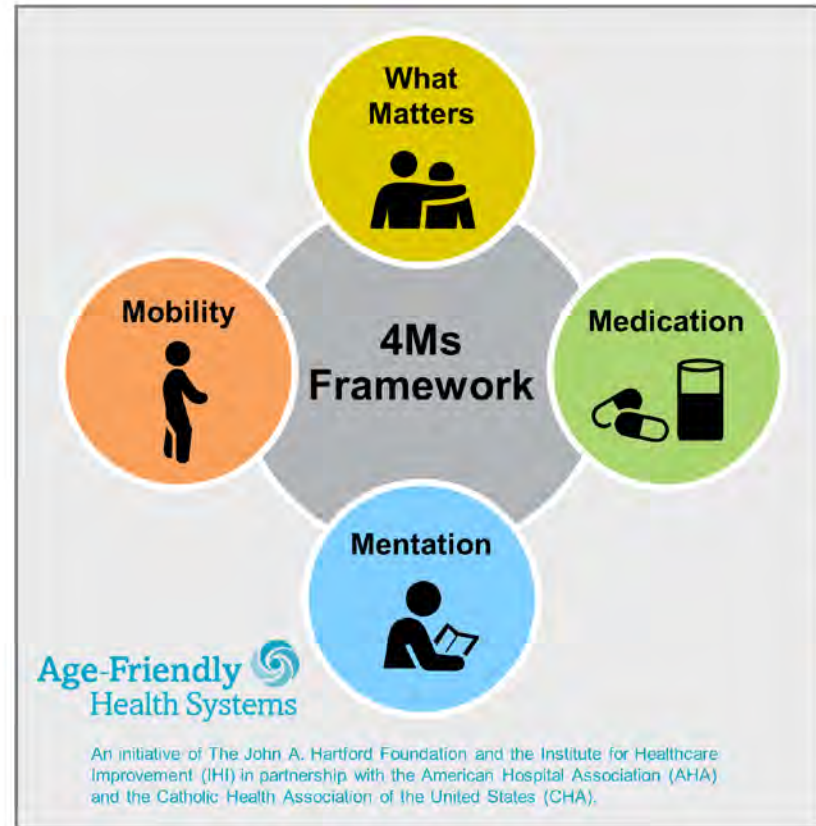 What
Matters
Mobility
4Ms
Framework
Medication
Mentation
Age-Friendly
Health Systems
An initiative of The John A. Hartford Foundation and the Institute for Healthcare
Improvement (IHI) in partnership with the American Hospital Association (AHA)
and the Catholic Health Association of the United States (CHA).